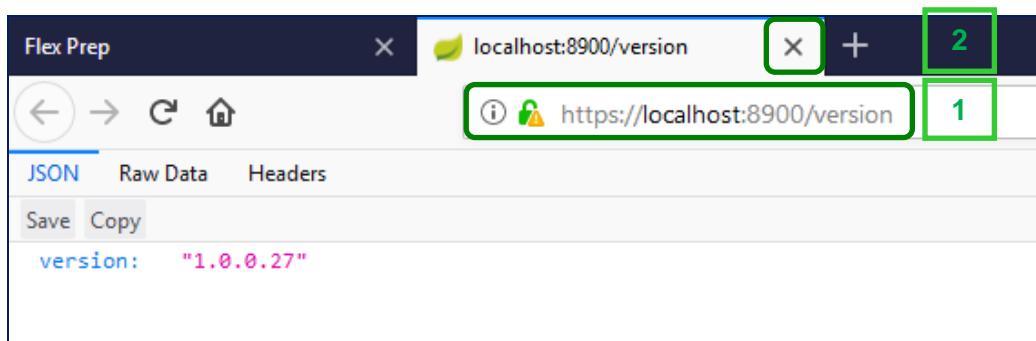 Flex Prep localhost:8900/version 2
https://localhost:8900/version 1
JSON Raw Data Headers
Save Copy
version: "1.0.0.27"